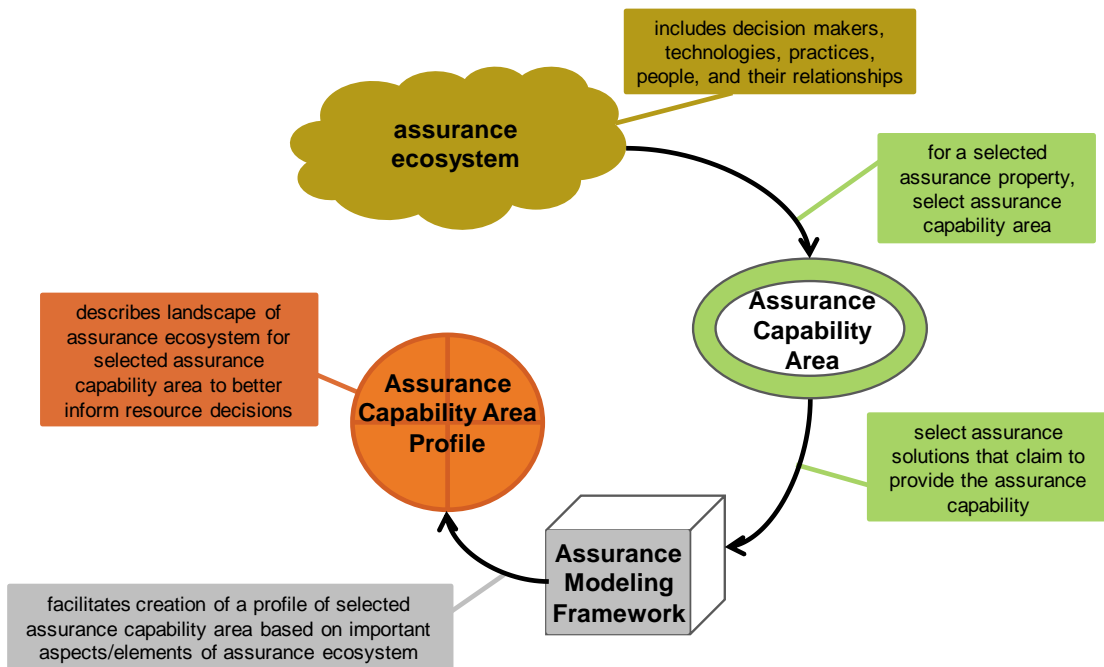 includes decision makers,
technologies, practices,
people, and their relationships
assurance
ecosystem
for a selected
assurance property,
select assurance
capability area
Assurance
Capability
Area
describes landscape of
assurance ecosystem for
selected assurance
capability area to better
inform resource decisions
Assurance
Capability Area
Profile
select assurance
solutions that claim to
provide the assurance
capability
Assurance
Modeling
Framework
facilitates creation of a profile of selected
assurance capability area based on important
aspects/elements of assurance ecosystem